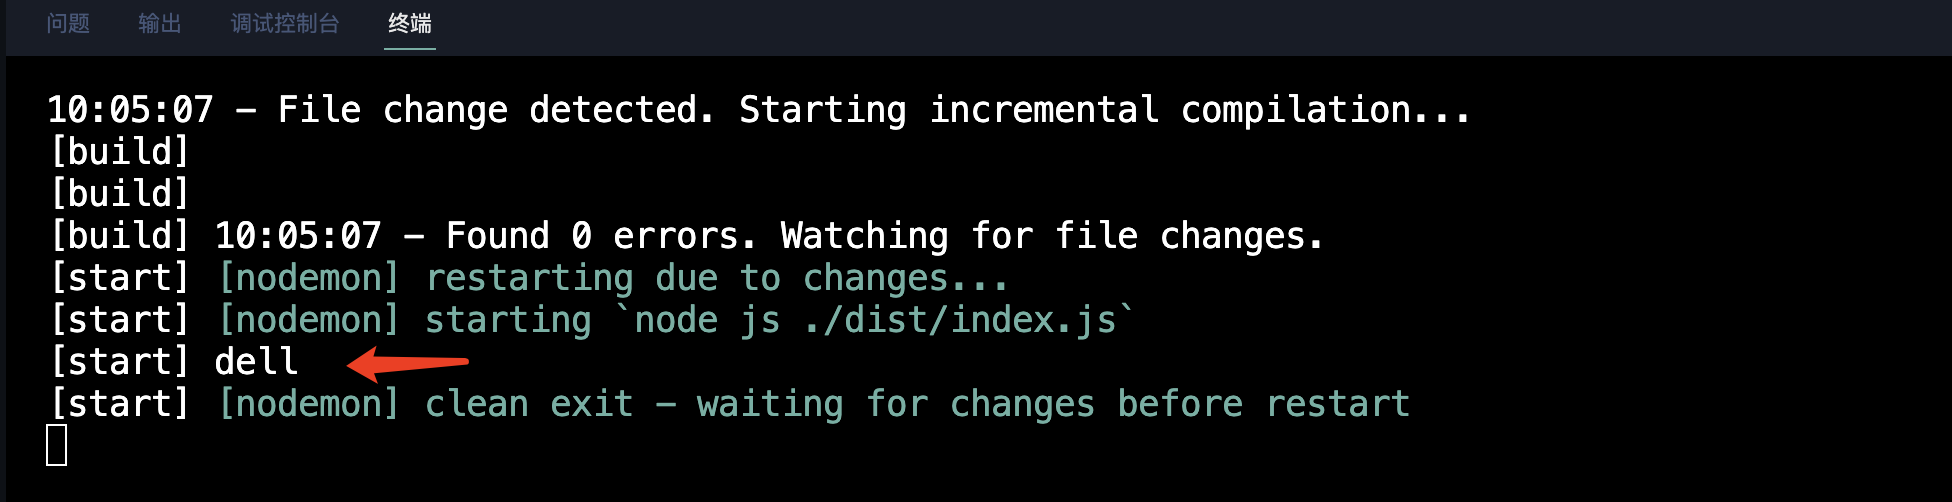 问题 输出 调试控制台 终端
10:05:07 - File change detected. Starting incremental compilation...
[build]
[build]
[build] 10:05:07 - Found 0 errors. Watching for file changes.
[start] [nodemon] restarting due to changes...
[start] [nodemon] starting `node js ./dist/index.js`
[start] dell
[start] [nodemon] clean exit - waiting for changes before restart